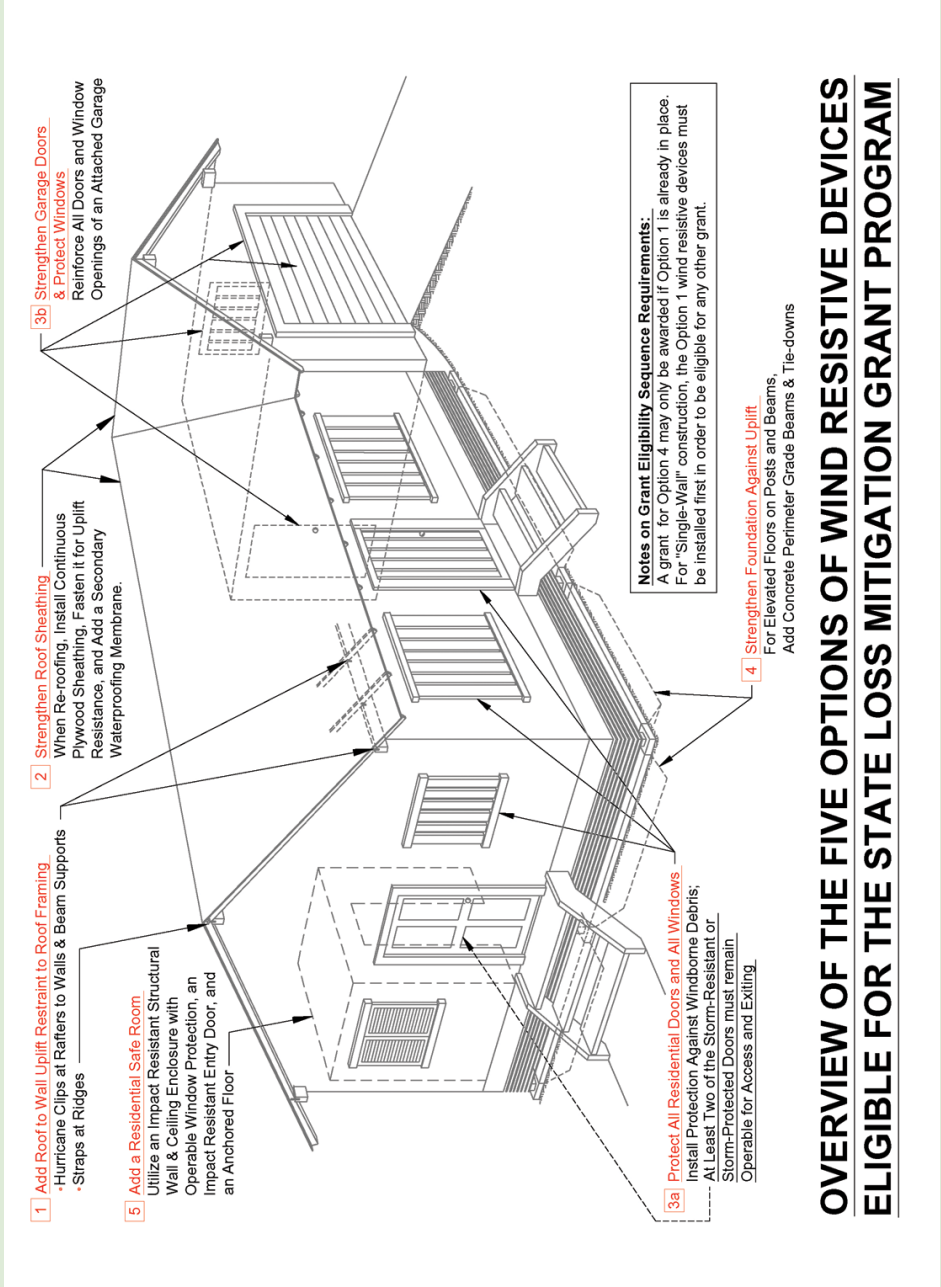 1 Add Roof to Wall Uplift Restraint to Roof Framing
• Hurricane Clips at Rafters to Walls & Beam Supports
• Straps at Ridges
2 Strengthen Roof Sheathing
When Re-roofing, Install Continuous
Plywood Sheathing, Fasten it for Uplift
Resistance, and Add a Secondary
Waterproofing Membrane.
3b Strengthen Garage Doors
& Protect Windows
Reinforce All Doors and Window
Openings of an Attached Garage
5 Add a Residential Safe Room
Utilize an Impact Resistant Structural
Wall & Ceiling Enclosure with
Operable Window Protection, an
Impact Resistant Entry Door, and
an Anchored Floor
3a Protect All Residential Doors and All Windows
Install Protection Against Windborne Debris;
At Least Two of the Storm-Resistant or
Storm-Protected Doors must remain
Operable for Access and Exiting
4 Strengthen Foundation Against Uplift
For Elevated Floors on Posts and Beams,
Add Concrete Perimeter Grade Beams & Tie-downs
Notes on Grant Eligibility Sequence Requirements:
A grant for Option 4 may only be awarded if Option 1 is already in place.
For "Single-Wall" construction, the Option 1 wind resistive devices must
be installed first in order to be eligible for any other grant.
OVERVIEW OF THE FIVE OPTIONS OF WIND RESISTIVE DEVICES
ELIGIBLE FOR THE STATE LOSS MITIGATION GRANT PROGRAM